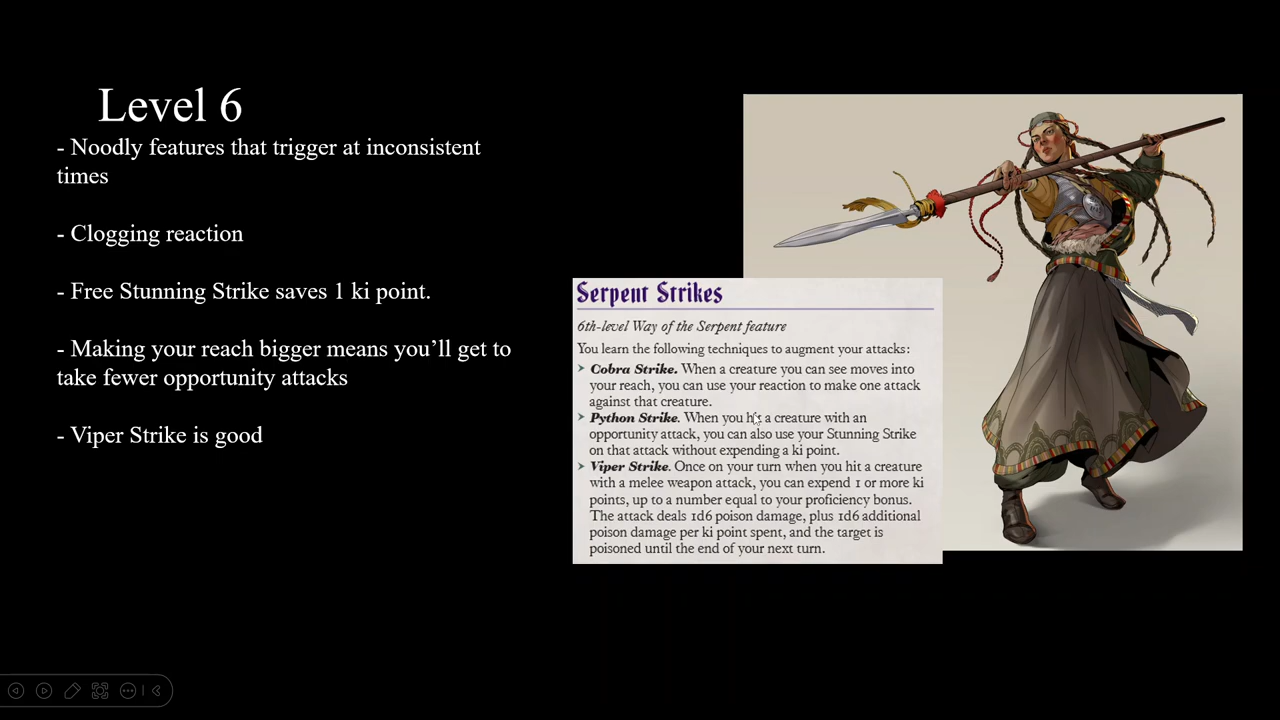 Level 6
- Noodly features that trigger at inconsistent
times
- Clogging reaction
- Free Stunning Strike saves 1 ki point.
- Making your reach bigger means you’ll get to
take fewer opportunity attacks
- Viper Strike is good
Serpent Strikes
6th-level Way of the Serpent feature
You learn the following techniques to augment your attacks:
Cobra Strike. When a creature you can see moves into
your reach, you can use your reaction to make one attack
against that creature.
Python Strike. When you hit a creature with an
opportunity attack, you can also use your Stunning Strike
on that attack without expending a ki point.
Viper Strike. Once on your turn when you hit a creature
with a melee weapon attack, you can expend 1 or more ki
points, up to a number equal to your proficiency bonus.
The attack deals 1d6 poison damage, plus 1d6 additional
poison damage per ki point spent, and the target is
poisoned until the end of your next turn.